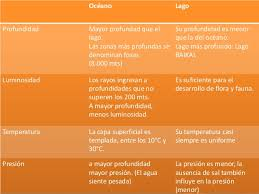 Océano
Lago
Profundidad
Mayor profundad que el
lago.
Las zonas más profundas se
denominan fosas.
(8.000 mts)
Su profundidad es menor
que la del océano.
Lago más profundo: Lago
BAIKAL
Luminosidad
Los rayos ingresan a
profundidades que no
superen los 200 mts.
A mayor profundidad,
menos luminosidad.
Es suficiente para el
desarrollo de flora y fauna.
Temperatura
La capa superficial es
templada, entre los 10°C y
30°C.
Su temperatura casi
siempre es uniforme
Presión
a mayor profundidad
mayor presión. (El agua
siente pesada)
La presión es menor, la
ausencia de sal también
influye en la presión
(menor)